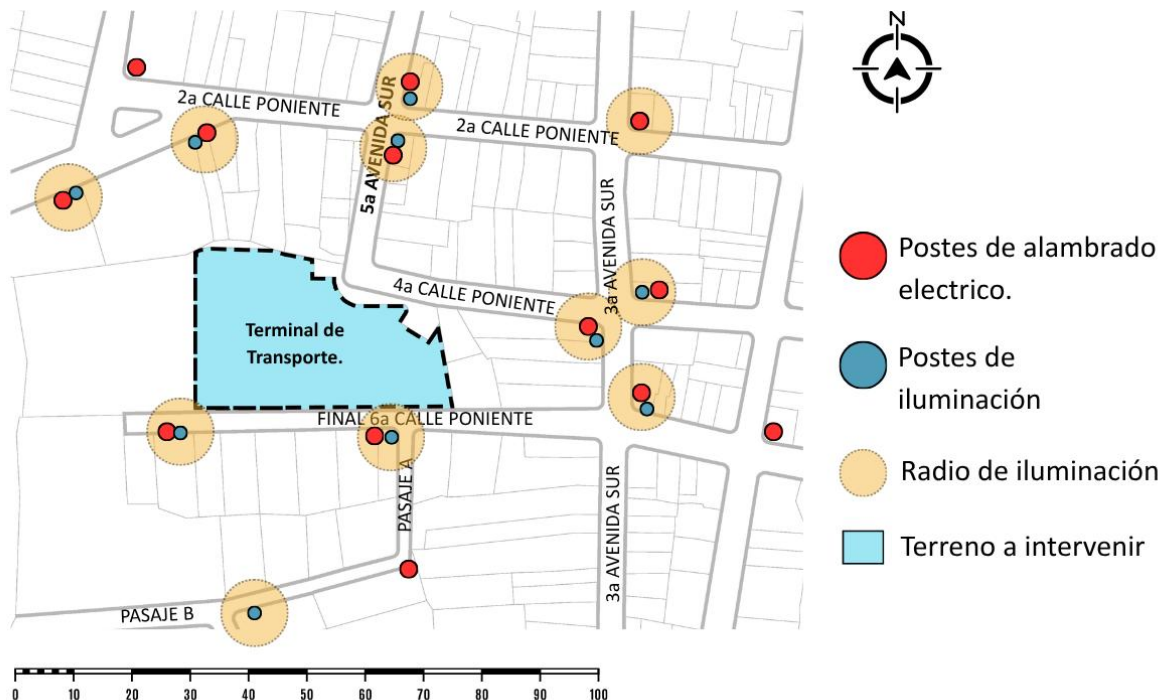 N
2a CALLE PONIENTE
5a AVENIDA SUR
2a CALLE PONIENTE
3a AVENIDA SUR
4a CALLE PONIENTE
Terminal de
Transporte.
FINAL 6a CALLE PONIENTE
PASAJE A
3a AVENIDA SUR
PASAJE B
Postes de alambrado
electrico.
Postes de
iluminación
Radio de iluminación
Terreno a intervenir
0 10 20 30 40 50 60 70 80 90 100